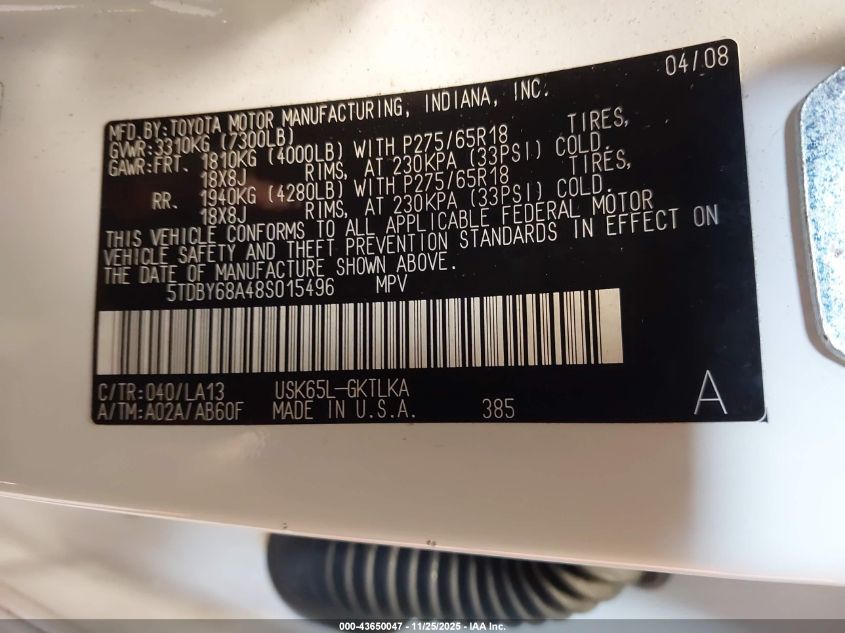 04/08
MFD.BY:TOYOTA MOTOR MANUFACTURING, INDIANA, INC.
GVWR:3310KG (7300LB)
GAWR:FRT. 1810KG (4000LB) WITH P275/65R18 TIRES,
18X8J RIMS, AT 230KPA (33PSI) COLD.
RR. 1940KG (4280LB) WITH P275/65R18 TIRES,
18X8J RIMS, AT 230KPA (33PSI) COLD.
THIS VEHICLE CONFORMS TO ALL APPLICABLE FEDERAL MOTOR
VEHICLE SAFETY AND THEFT PREVENTION STANDARDS IN EFFECT ON
THE DATE OF MANUFACTURE SHOWN ABOVE.
5TDBY68A48S015496 MPV
C/TR:040/LA13 USK65L-GKTLKA
A/TM:A02A/AB60F MADE IN U.S.A. 385 A
000-43650047 - 11/25/2025 - IAA Inc.